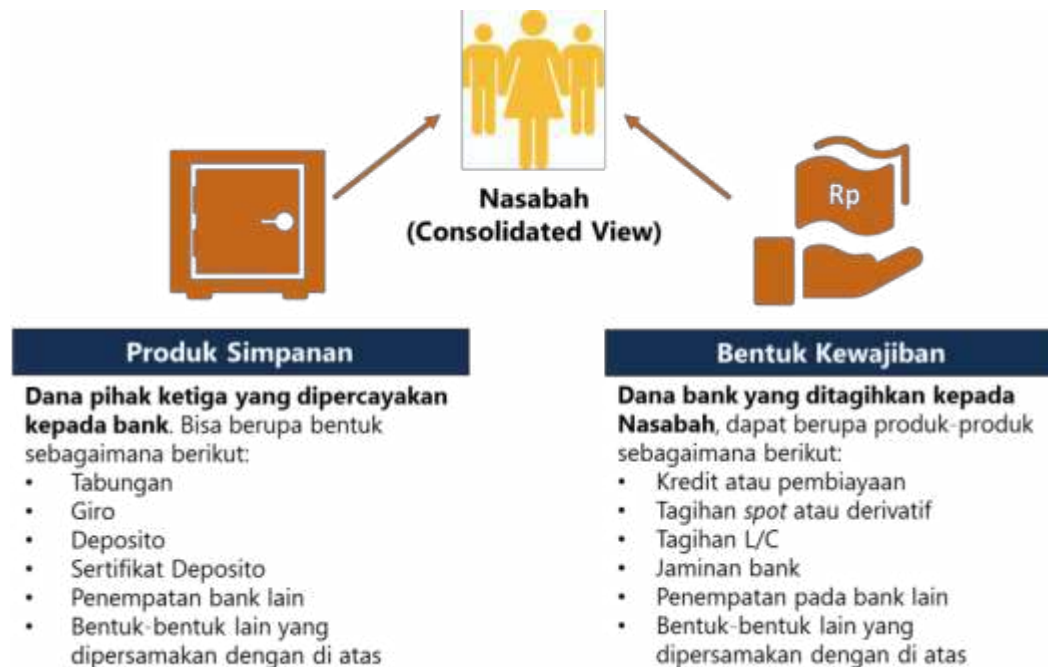 Nasabah
(Consolidated View)
Rp
Produk Simpanan
Dana pihak ketiga yang dipercayakan
kepada bank. Bisa berupa bentuk
sebagaimana berikut:
• Tabungan
• Giro
• Deposito
• Sertifikat Deposito
• Penempatan bank lain
• Bentuk-bentuk lain yang
dipersamakan dengan di atas
Bentuk Kewajiban
Dana bank yang ditagihkan kepada
Nasabah, dapat berupa produk-produk
sebagaimana berikut:
• Kredit atau pembiayaan
• Tagihan spot atau derivatif
• Tagihan L/C
• Jaminan bank
• Penempatan pada bank lain
• Bentuk-bentuk lain yang
dipersamakan dengan di atas